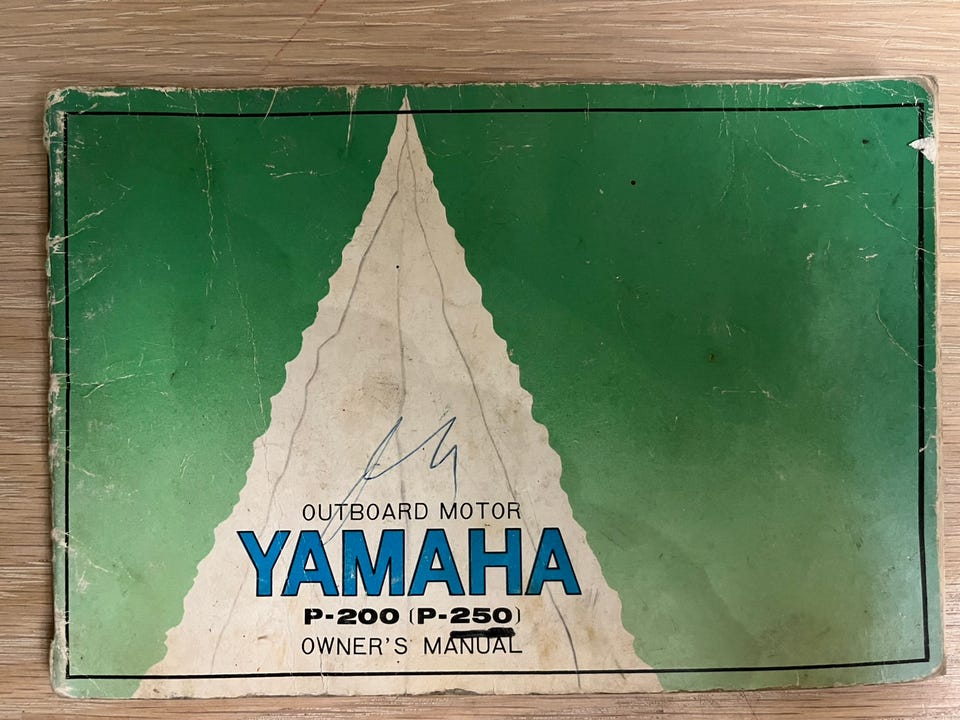 OUTBOARD MOTOR
YAMAHA
P-200 (P-250)
OWNER'S MANUAL